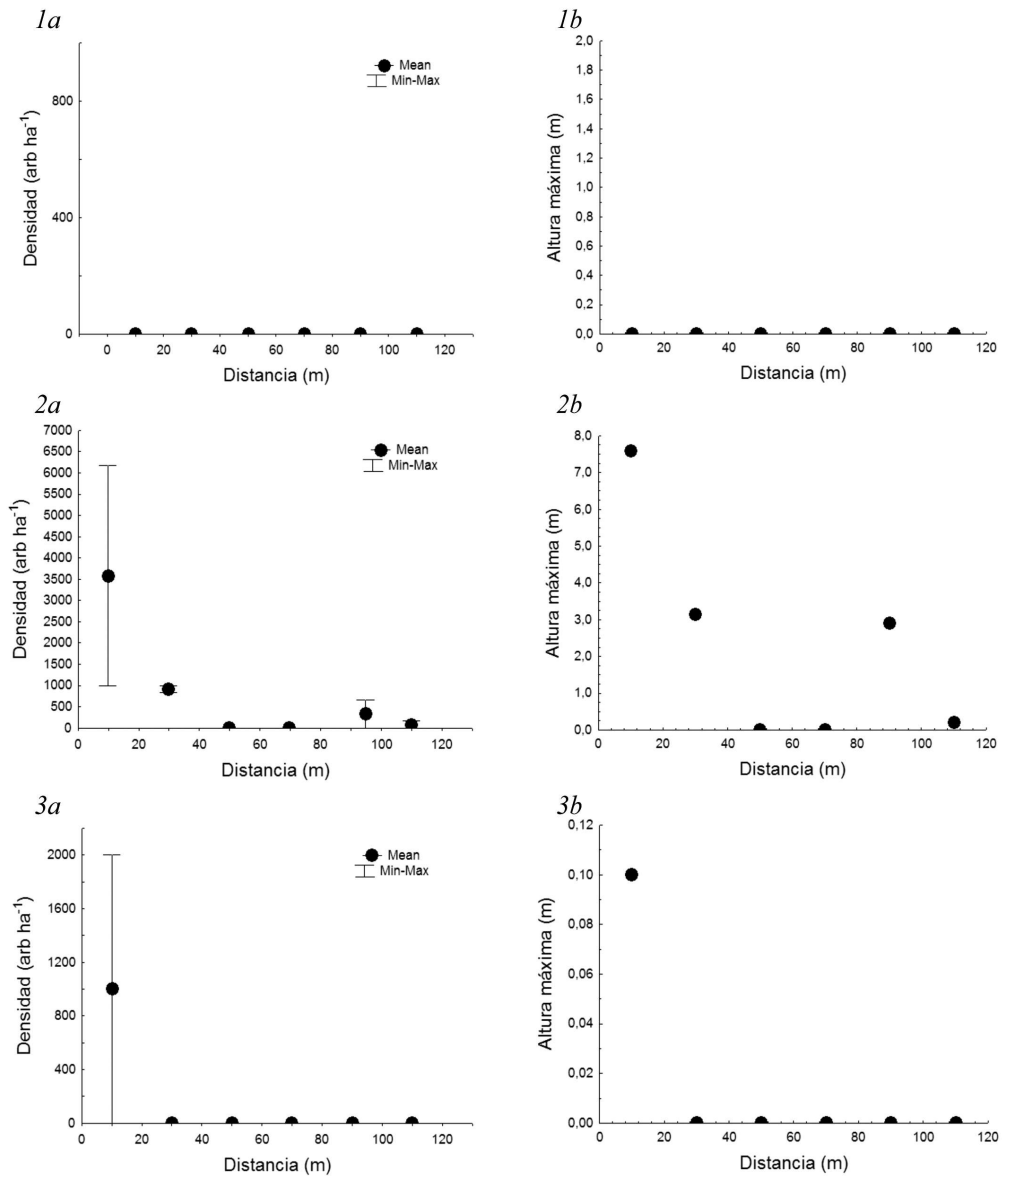 1a
Mean
Min-Max
800
400
0
Densidad (arb ha-1)
0 20 40 60 80 100 120
Distancia (m)
1b
2,0
1,8
1,6
1,4
1,2
1,0
0,8
0,6
0,4
0,2
0,0
Altura máxima (m)
0 20 40 60 80 100 120
Distancia (m)
2a
Mean
Min-Max
7000
6500
6000
5500
5000
4500
4000
3500
3000
2500
2000
1500
1000
500
0
Densidad (arb ha-1)
0 20 40 60 80 100 120
Distancia (m)
2b
8,0
7,0
6,0
5,0
4,0
3,0
2,0
1,0
0,0
Altura máxima (m)
0 20 40 60 80 100 120
Distancia (m)
3a
Mean
Min-Max
2000
1600
1200
800
400
0
Densidad (arb ha-1)
0 20 40 60 80 100 120
Distancia (m)
3b
0,12
0,10
0,08
0,06
0,04
0,02
0,00
Altura máxima (m)
0 20 40 60 80 100 120
Distancia (m)